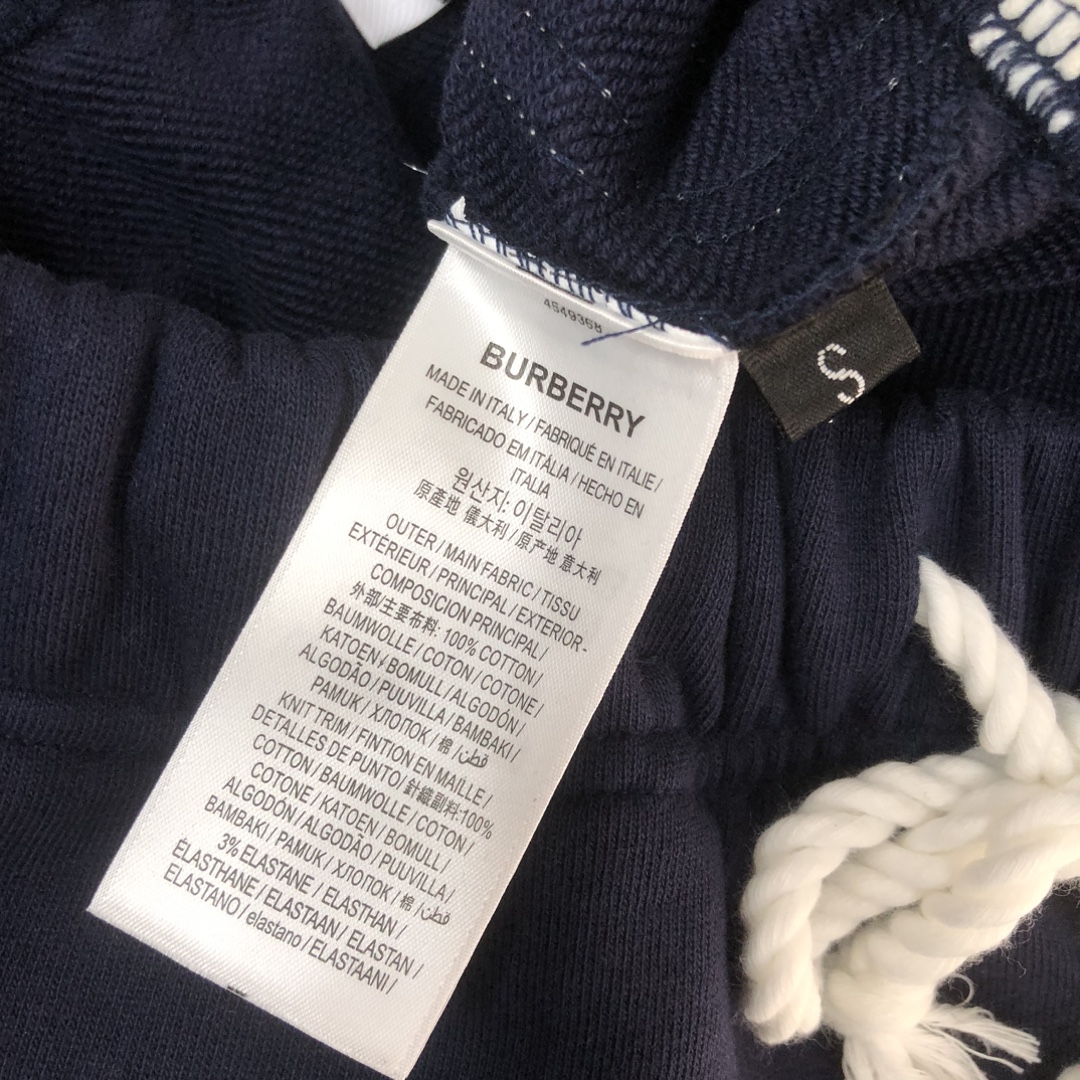 4549368
BURBERRY
MADE IN ITALY / FABRIQUÉ EN ITALIE /
FABRICADO EM ITÁLIA / HECHO EN
ITALIA
원산지: 이탈리아
原產地 儀大利 / 原产地 意大利
OUTER / MAIN FABRIC / TISSU
EXTÉRIEUR / PRINCIPAL / EXTERIOR -
COMPOSICION PRINCIPAL /
外部/主要布料: 100% COTTON /
BAUMWOLLE / COTON / COTONE /
KATOEN / BOMULL / ALGODÓN /
ALGODÃO / PUUVILLA / BAMBAKI /
PAMUK / ХЛОПОК / 棉 / قطن
KNIT TRIM / FINTION EN MAILLE /
DETALLES DE PUNTO / 針織副料:100%
COTTON / BAUMWOLLE / COTON /
COTONE / KATOEN / BOMULL /
ALGODÓN / ALGODÃO / PUUVILLA /
BAMBAKI / PAMUK / ХЛОПОК / 棉 / قطن
3% ELASTANE / ELASTHAN /
ÉLASTHANE / ELASTAAN / ELASTAN /
ELASTANO / elastano / ELASTAANI /
S